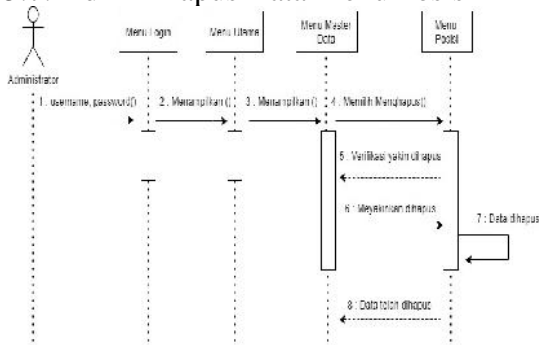 Menu Login
Menu Utama
Menu Master
Data
Menu
Posisi
Administrator
1 : username, password()
2 : Menampilkan ()
3 : Menampilkan ()
4 : Memilih Menghapus()
5 : Verifikasi yakin dihapus
6 : Meyakinkan dihapus
7 : Data dihapus
8 : Data telah dihapus